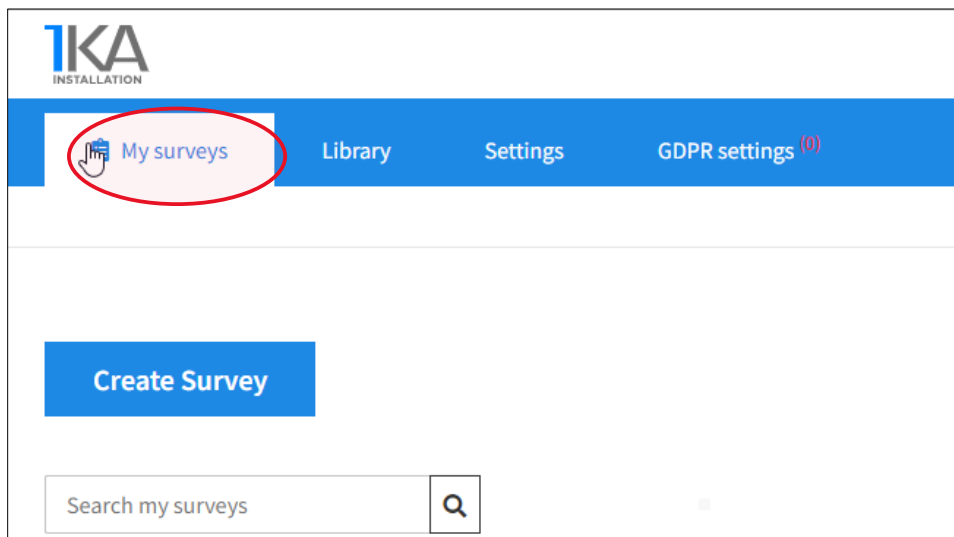 1KA
INSTALLATION
My surveys Library Settings GDPR settings (0)
Create Survey
Search my surveys